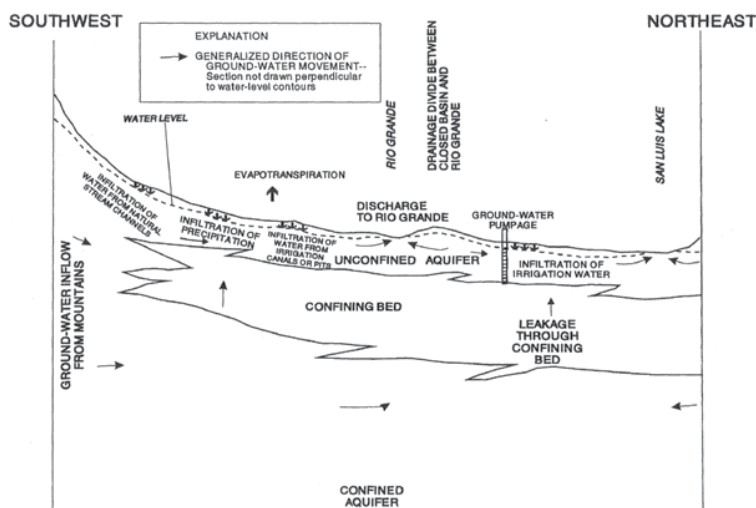 SOUTHWEST
NORTHEAST
EXPLANATION
GENERALIZED DIRECTION OF
GROUND-WATER MOVEMENT--
Section not drawn perpendicular
to water-level contours
WATER LEVEL
EVAPOTRANSPIRATION
RIO GRANDE
DRAINAGE DIVIDE BETWEEN
CLOSED BASIN AND
RIO GRANDE
SAN LUIS LAKE
INFILTRATION OF
WATER FROM NATURAL
STREAM CHANNELS
INFILTRATION OF
PRECIPITATION
INFILTRATION OF
WATER FROM
IRRIGATION
CANALS OR PITS
DISCHARGE
TO RIO GRANDE
GROUND-WATER
PUMPAGE
UNCONFINED AQUIFER
INFILTRATION OF
IRRIGATION WATER
GROUND-WATER INFLOW
FROM MOUNTAINS
CONFINING BED
LEAKAGE
THROUGH
CONFINING
BED
CONFINED
AQUIFER